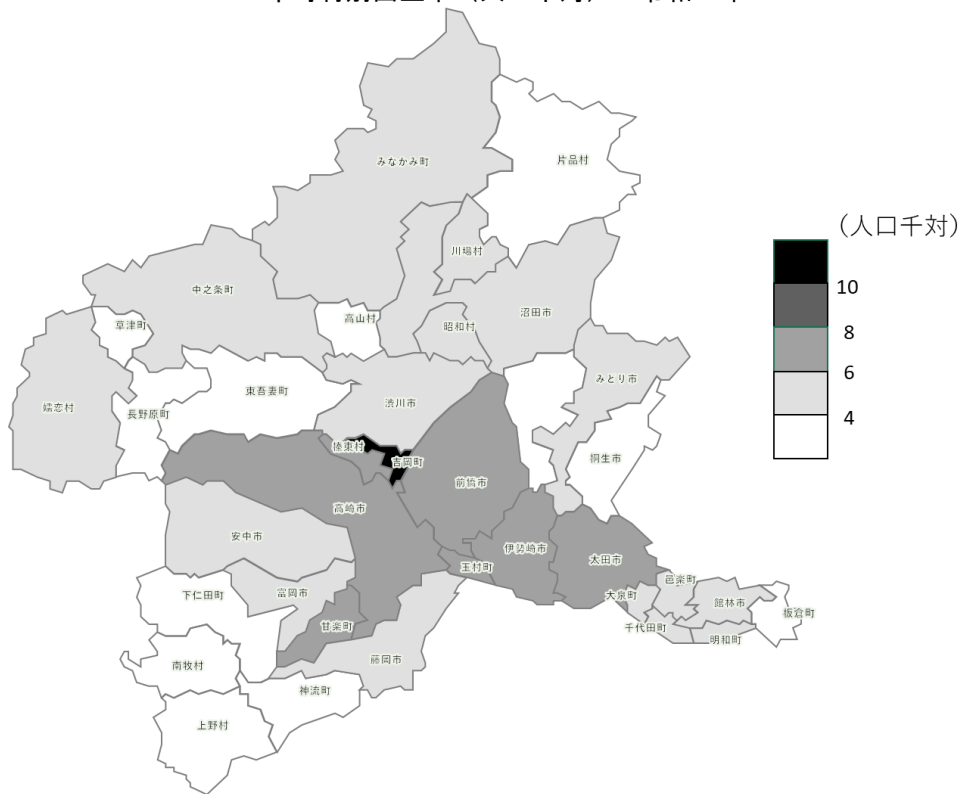 みなかみ町
片品村
(人口千対)
川場村
10
中之条町
高山村
昭和村
沼田市
8
草津町
6
東吾妻町
みとり市
嬬恋村
長野原町
渋川市
4
榛東村
桐生市
吉岡町
前橋市
高崎市
安中市
伊勢崎市
太田市
玉村町
邑楽町
下仁田町
富岡市
大泉町
館林市
板倉町
甘楽町
千代田町
明和町
南牧村
藤岡市
神流町
上野村